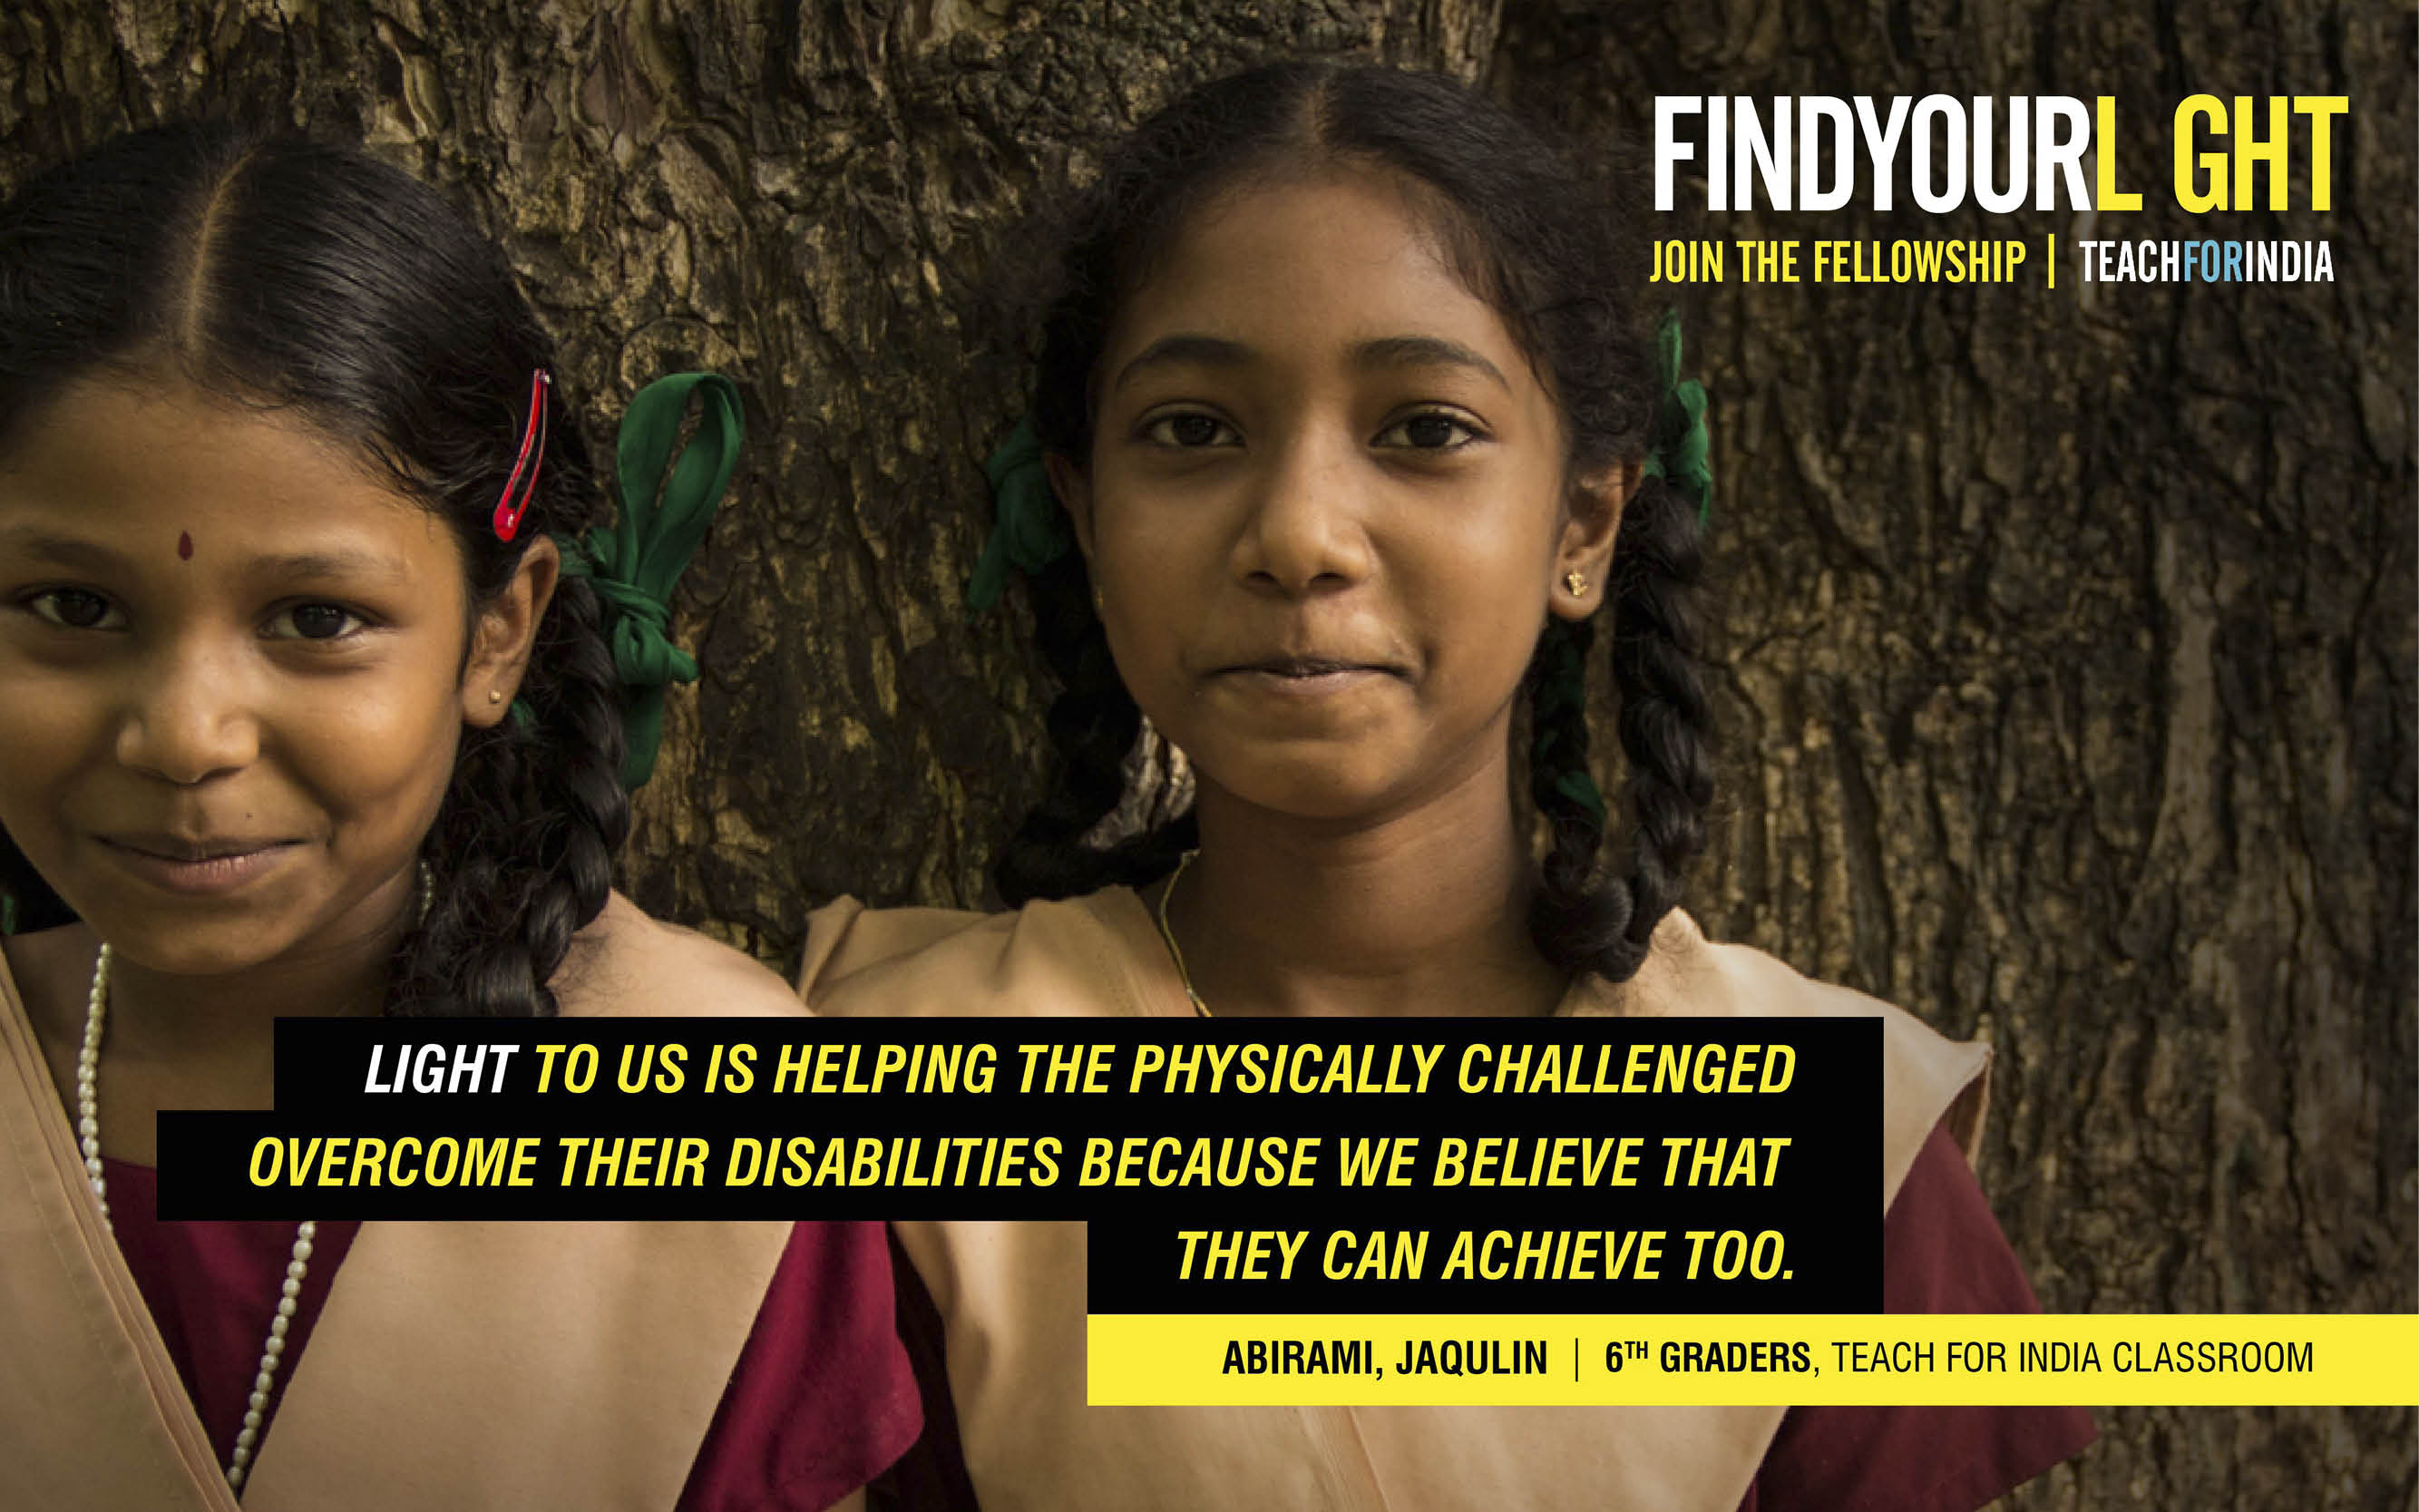 FINDYOURL GHT
JOIN THE FELLOWSHIP | TEACHFORINDIA
LIGHT TO US IS HELPING THE PHYSICALLY CHALLENGED
OVERCOME THEIR DISABILITIES BECAUSE WE BELIEVE THAT
THEY CAN ACHIEVE TOO.
ABIRAMI, JAQULIN | 6TH GRADERS, TEACH FOR INDIA CLASSROOM